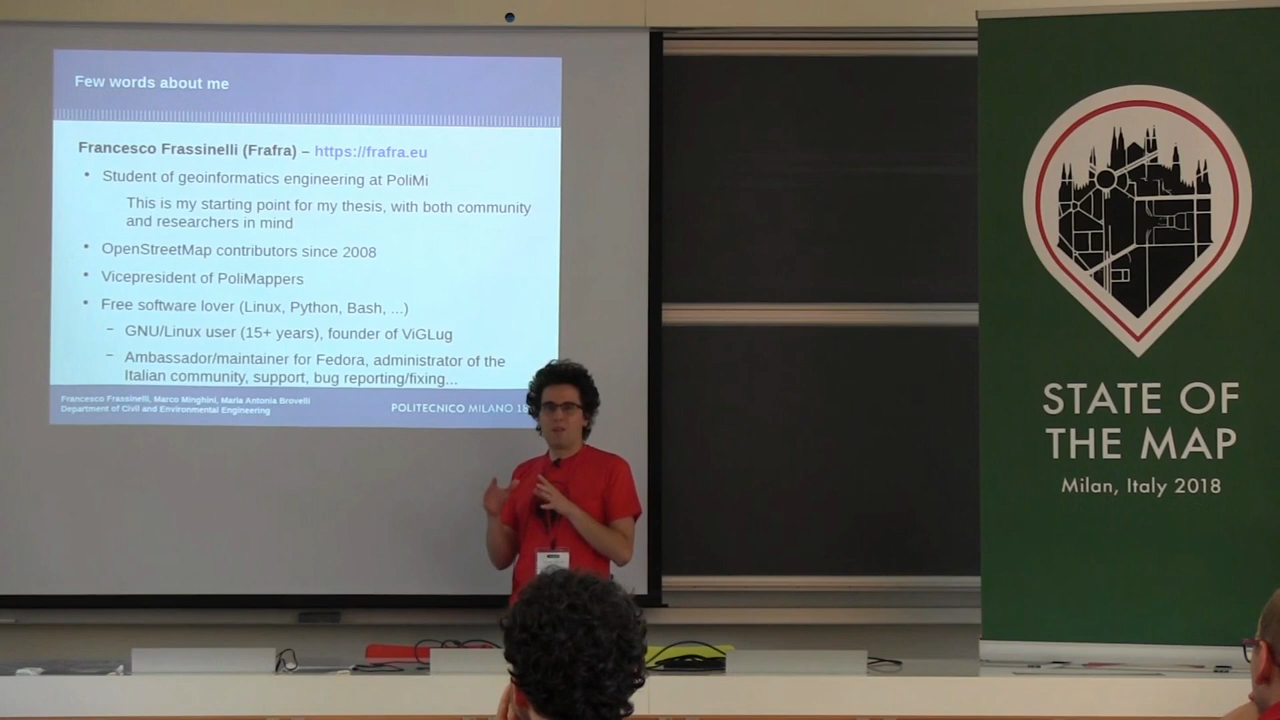 Few words about me
Francesco Frassinelli (Frafra) – https://frafra.eu
• Student of geoinformatics engineering at PoliMi
This is my starting point for my thesis, with both community
and researchers in mind
• OpenStreetMap contributors since 2008
• Vicepresident of PoliMappers
• Free software lover (Linux, Python, Bash, ...)
– GNU/Linux user (15+ years), founder of ViGLug
– Ambassador/maintainer for Fedora, administrator of the
Italian community, support, bug reporting/fixing...
Francesco Frassinelli, Marco Minghini, Maria Antonia Brovelli
Department of Civil and Environmental Engineering
POLITECNICO MILANO 18
STATE OF
THE MAP
Milan, Italy 2018